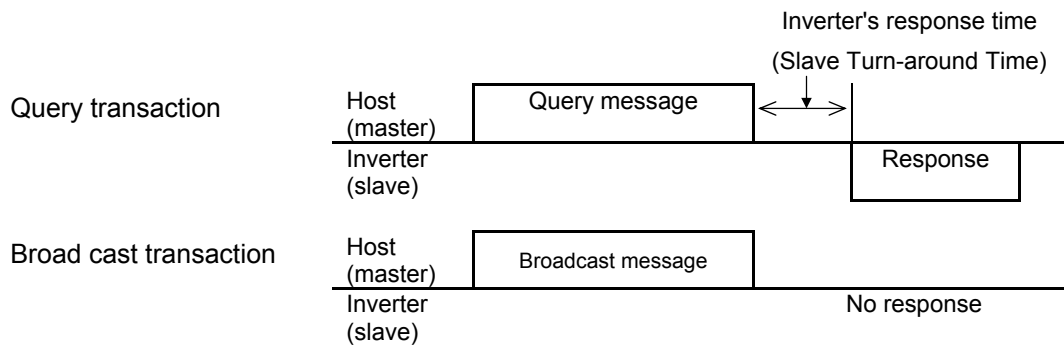 Inverter's response time
(Slave Turn-around Time)
Query transaction
Host
(master)
Query message
Inverter
(slave)
Response
Broad cast transaction
Host
(master)
Broadcast message
Inverter
(slave)
No response